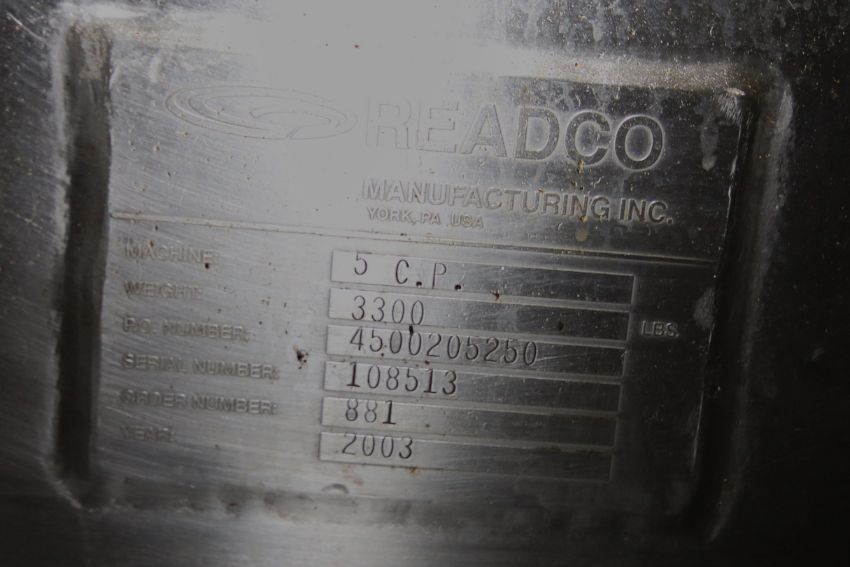 READCO
MANUFACTURING INC.
YORK, PA. USA
MACHINE: 5 C.P.
WEIGHT: 3300 LBS.
P.O. NUMBER: 4500205250
SERIAL NUMBER: 108513
ORDER NUMBER: 881
YEAR: 2003